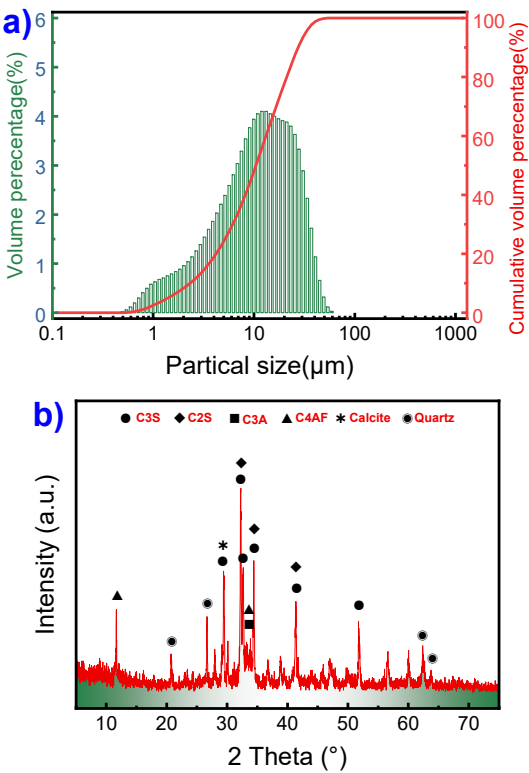 a)
Volume perecentage(%)
6
5
4
3
2
1
0
Cumulative volume perecentage(%)
100
80
60
40
20
0
0.1 1 10 100 1000
Partical size(μm)
b)
C3S C2S C3A C4AF Calcite Quartz
Intensity (a.u.)
10 20 30 40 50 60 70
2 Theta (°)